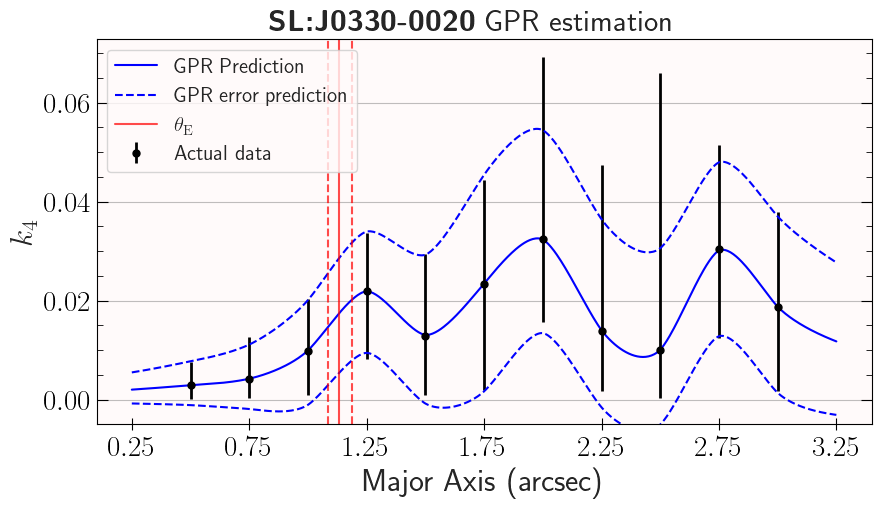 SL:J0330-0020 GPR estimation
GPR Prediction
GPR error prediction
θE
Actual data
k4
0.06
0.04
0.02
0.00
0.25 0.75 1.25 1.75 2.25 2.75 3.25
Major Axis (arcsec)